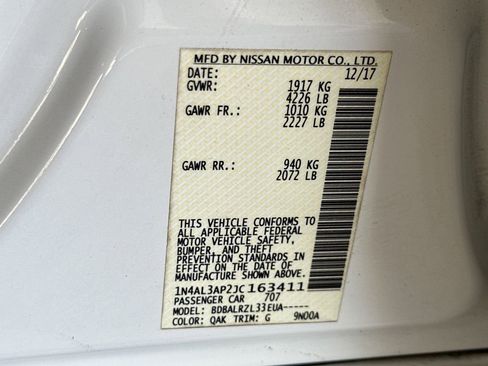 MFD BY NISSAN MOTOR CO., LTD.
DATE: 12/17
GVWR: 1917 KG
4226 LB
GAWR FR.: 1010 KG
2227 LB
GAWR RR.: 940 KG
2072 LB
THIS VEHICLE CONFORMS TO
ALL APPLICABLE FEDERAL
MOTOR VEHICLE SAFETY,
BUMPER, AND THEFT
PREVENTION STANDARDS IN
EFFECT ON THE DATE OF
MANUFACTURE SHOWN ABOVE.
1N4AL3AP2JC163411
PASSENGER CAR 707
MODEL: BDBALRZL33EUA-----
COLOR: QAK TRIM: G 9N00A